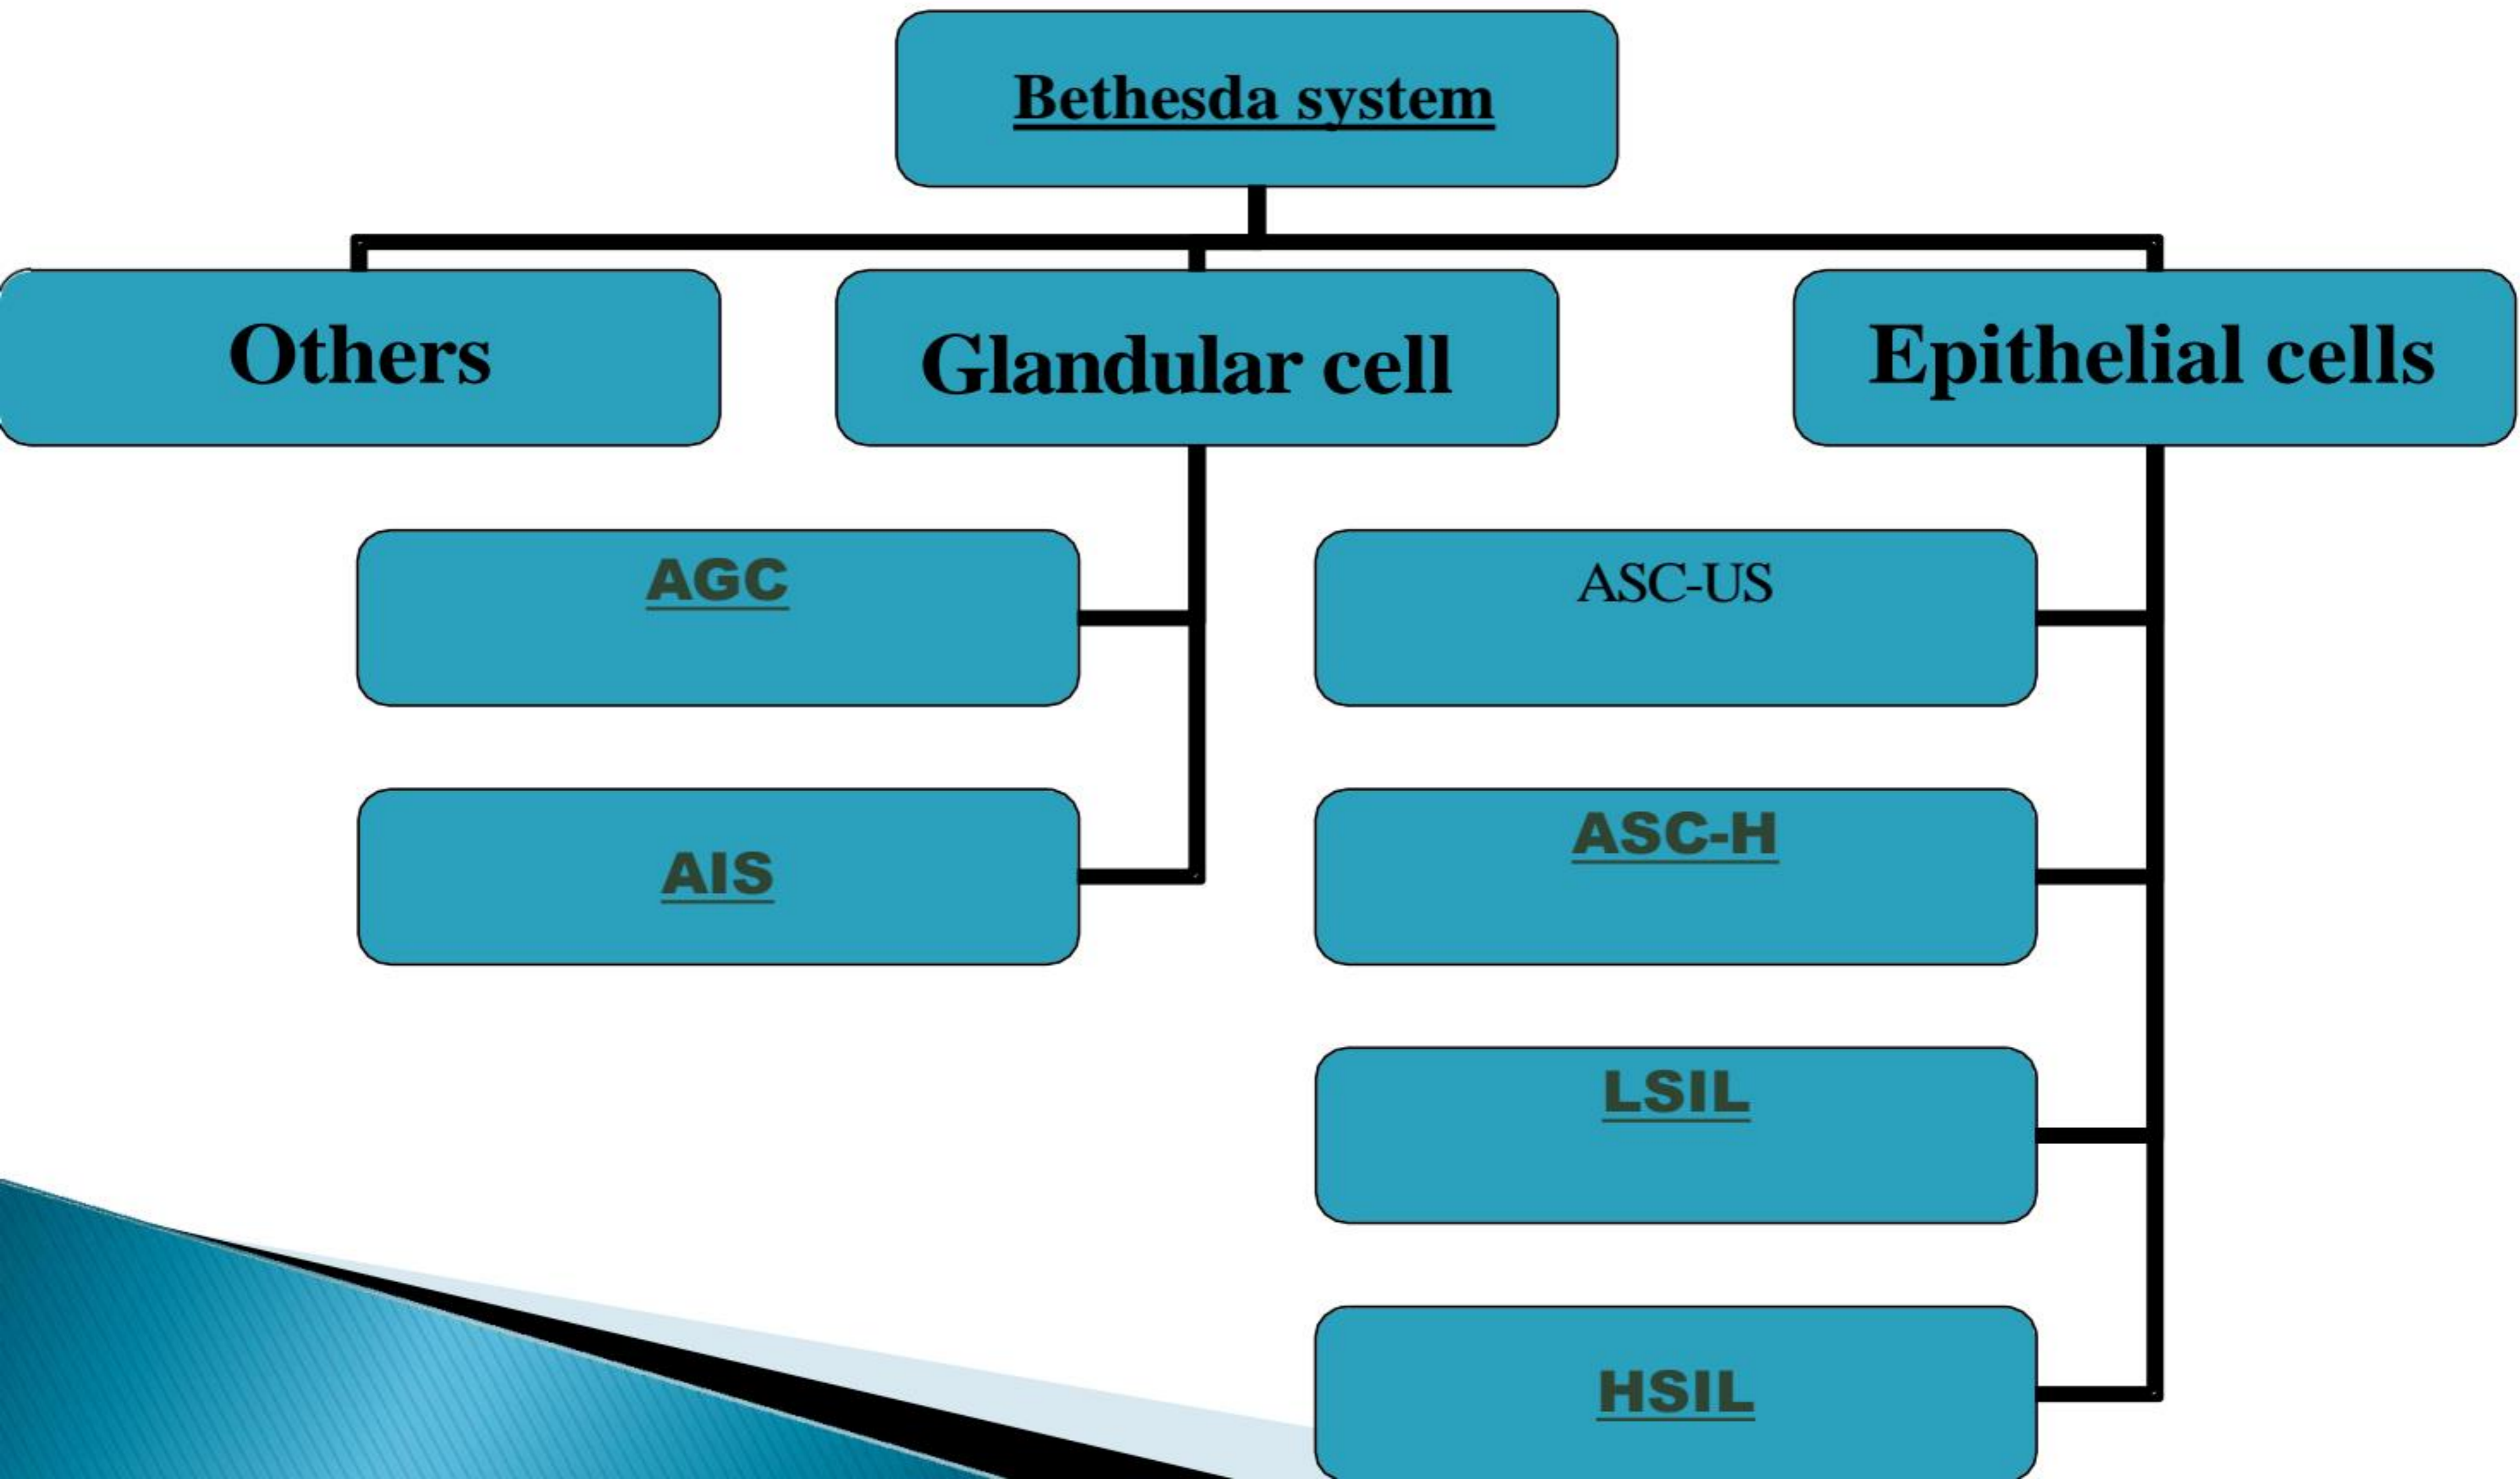 Bethesda system
Others
Glandular cell
Epithelial cells
AGC
ASC-US
AIS
ASC-H
LSIL
HSIL